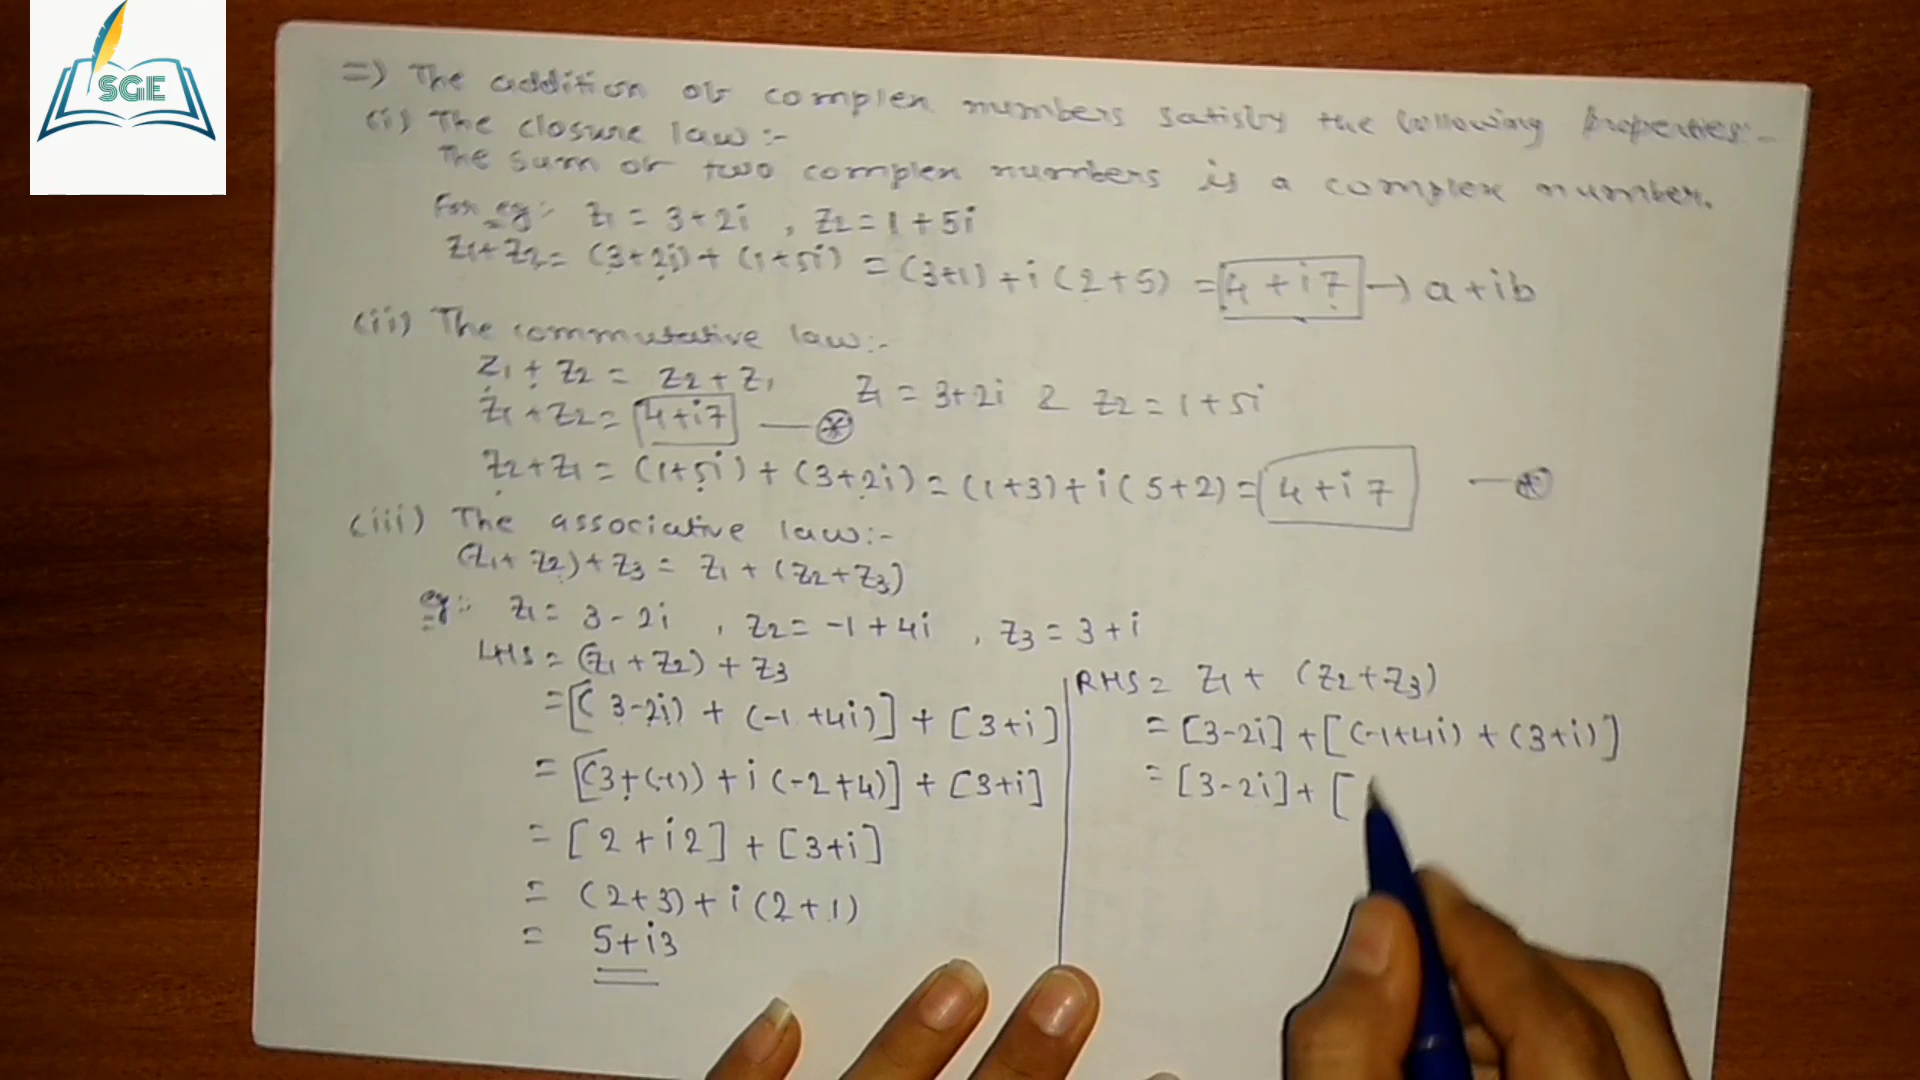 SGE
=) The addition of complex numbers satisfy the following properties:-
(i) The closure law:-
The sum of two complex numbers is a complex number.
For eg:- z1 = 3+2i , z2 = 1+5i
z1+z2 = (3+2i)+(1+5i) = (3+1)+i(2+5) = 4+i7 → a+ib
(ii) The commutative law:-
z1+z2 = z2+z1 z1 = 3+2i & z2 = 1+5i
z1+z2 = 4+i7 — *
z2+z1 = (1+5i)+(3+2i) = (1+3)+i(5+2) = 4+i7 — *
(iii) The associative law:-
(z1+z2)+z3 = z1+(z2+z3)
eg:- z1 = 3-2i , z2 = -1+4i , z3 = 3+i
LHS = (z1+z2)+z3
= [(3-2i)+(-1+4i)]+[3+i]
= [(3+(-1))+i(-2+4)]+[3+i]
= [2+i2]+[3+i]
= (2+3)+i(2+1)
= 5+i3
RHS = z1+(z2+z3)
= [3-2i]+[(-1+4i)+(3+i)]
= [3-2i]+[